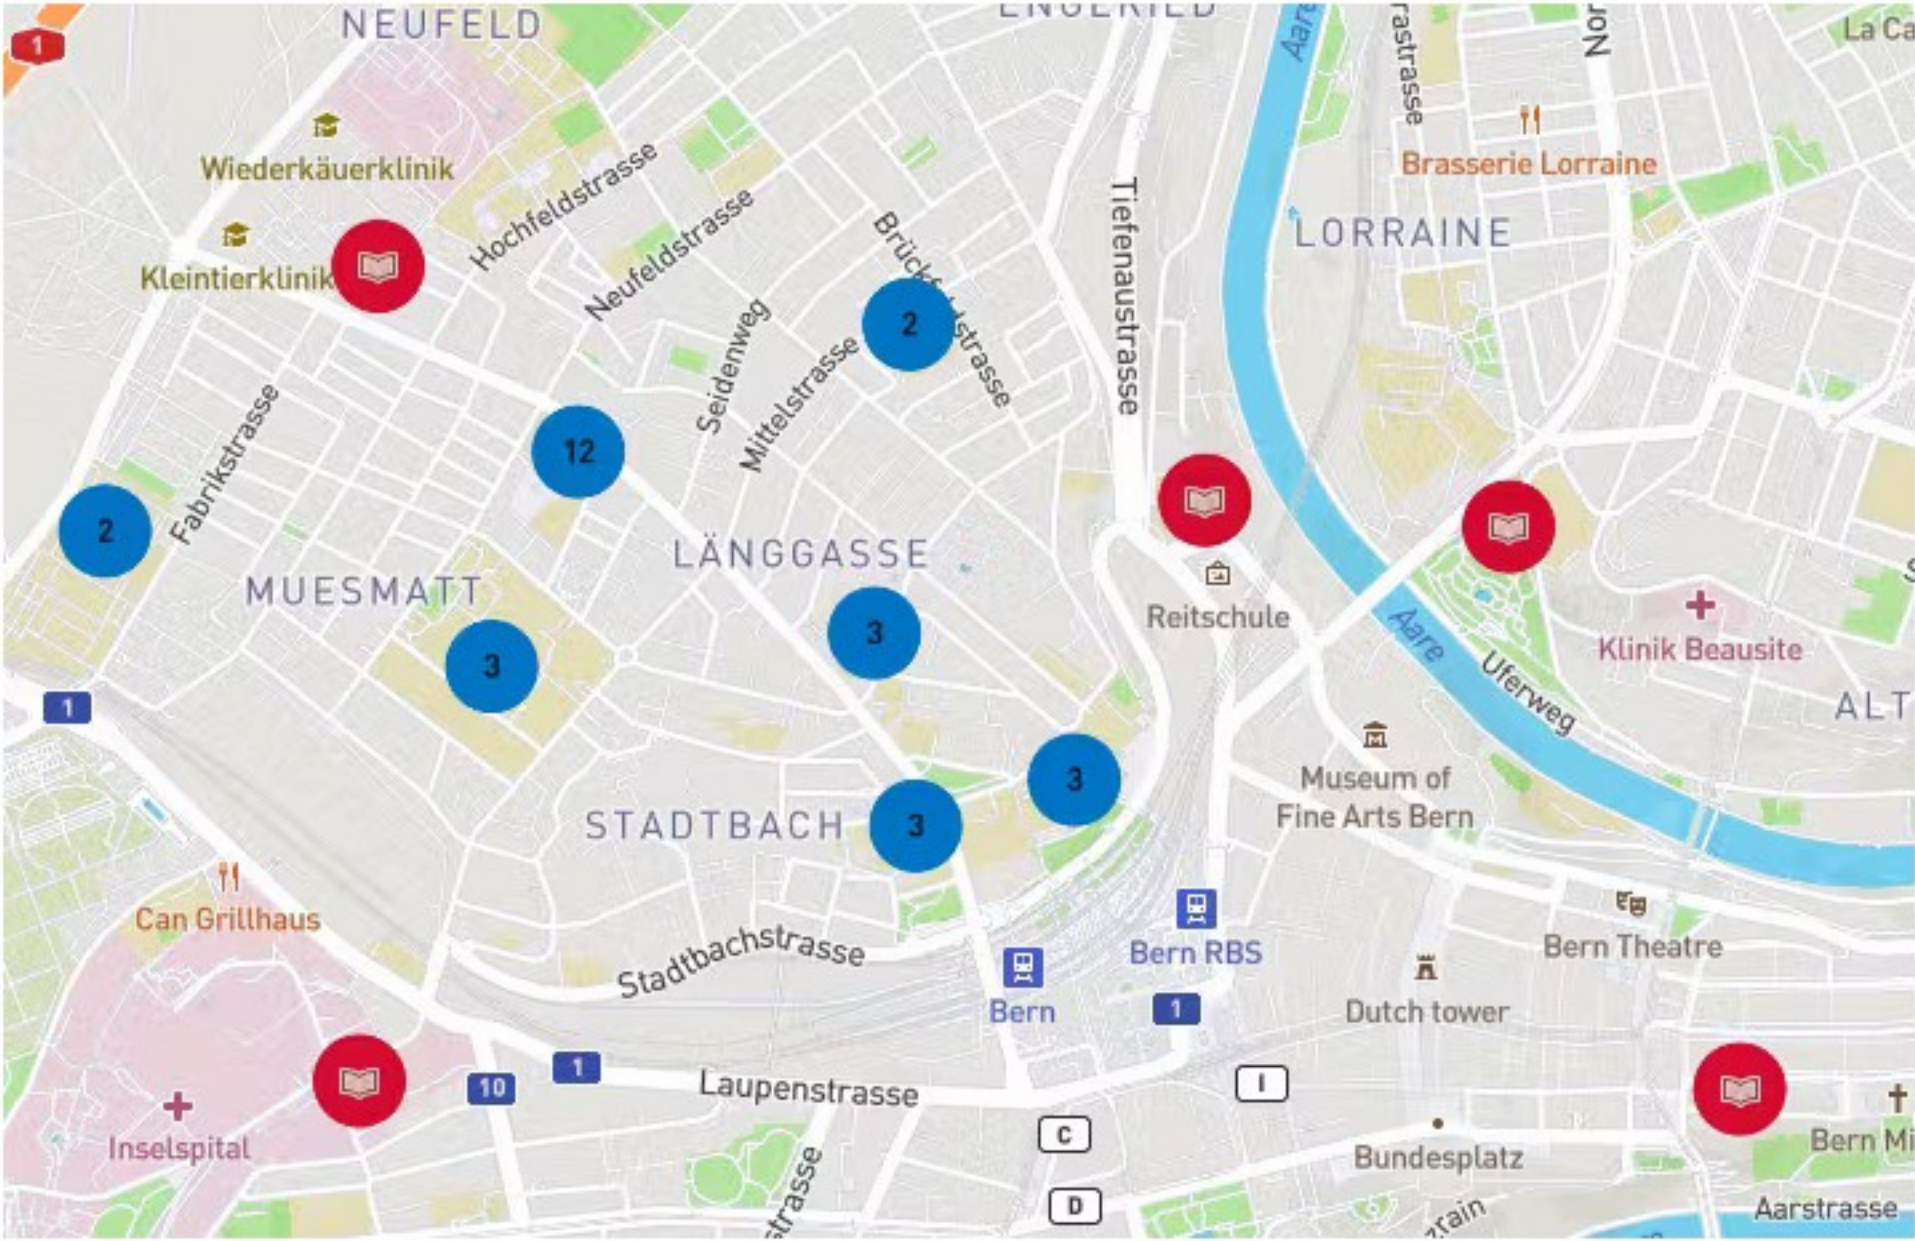 NEUFELD
ENGERIED
Aare
1
La Ca
Wiederkäuerklinik
Brasserie Lorraine
Kleintierklinik
Hochfeldstrasse
Neufeldstrasse
LORRAINE
Tiefenaustrasse
2
Seidenweg
Mittelstrasse
12
Fabrikstrasse
2
LÄNGGASSE
MUESMATT
Reitschule
3
3
Aare
Uferweg
Klinik Beausite
1
ALT
3
Museum of
Fine Arts Bern
STADTBACH
3
Can Grillhaus
Stadtbachstrasse
Bern RBS
Bern Theatre
Bern
1
Dutch tower
1
10
Laupenstrasse
I
C
Inselspital
Bundesplatz
Bern Mi
D
strasse
zrain
Aarstrasse